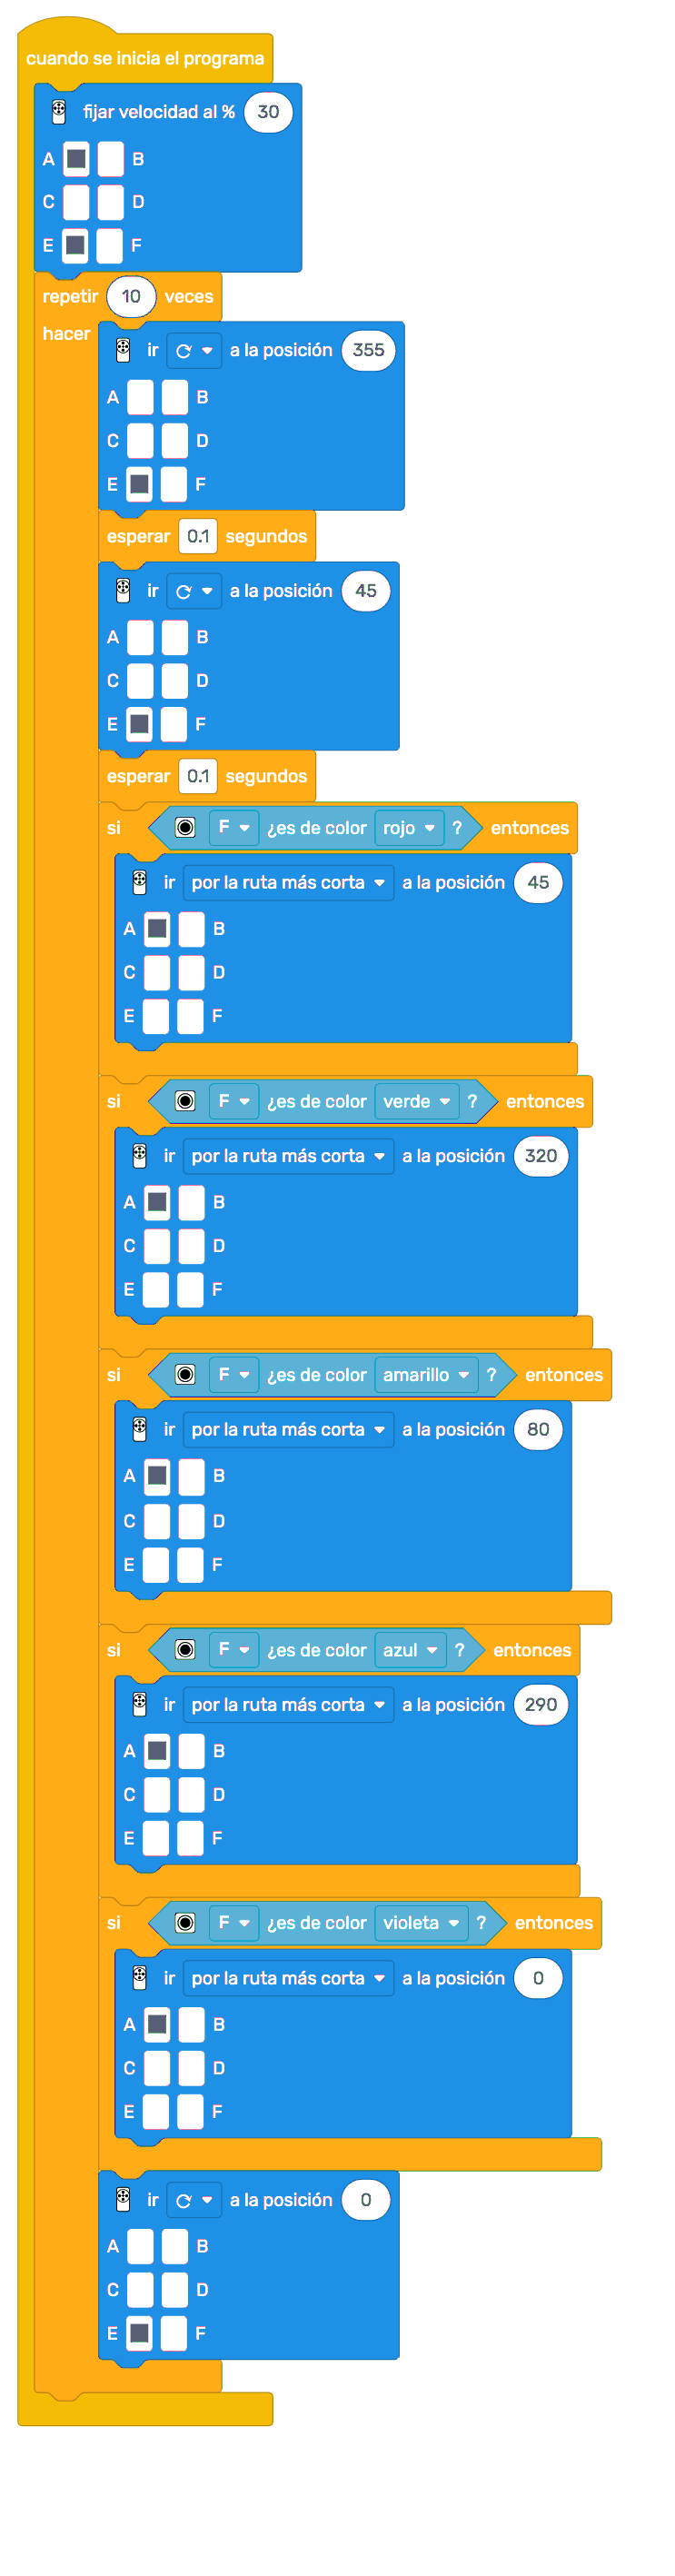 cuando se inicia el programa
fijar velocidad al % 30
A B
C D
E F
repetir 10 veces
hacer
ir a la posición 355
A B
C D
E F
esperar 0.1 segundos
ir a la posición 45
A B
C D
E F
esperar 0.1 segundos
si F ¿es de color rojo ? entonces
ir por la ruta más corta a la posición 45
A B
C D
E F
si F ¿es de color verde ? entonces
ir por la ruta más corta a la posición 320
A B
C D
E F
si F ¿es de color amarillo ? entonces
ir por la ruta más corta a la posición 80
A B
C D
E F
si F ¿es de color azul ? entonces
ir por la ruta más corta a la posición 290
A B
C D
E F
si F ¿es de color violeta ? entonces
ir por la ruta más corta a la posición 0
A B
C D
E F
ir a la posición 0
A B
C D
E F